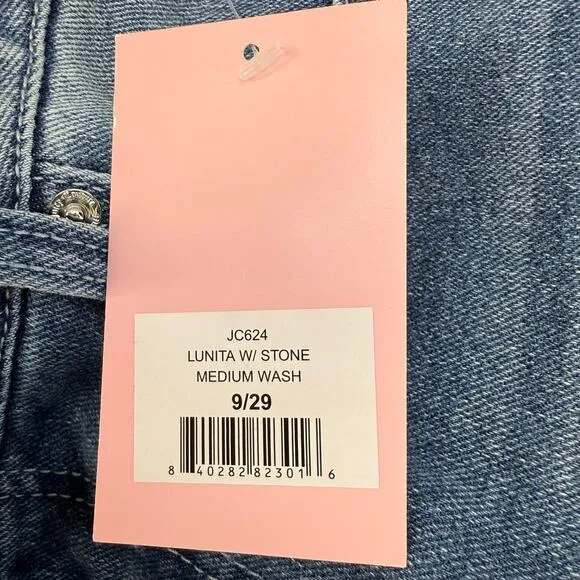 JC624
LUNITA W/ STONE
MEDIUM WASH
9/29
8 40282 82301 6